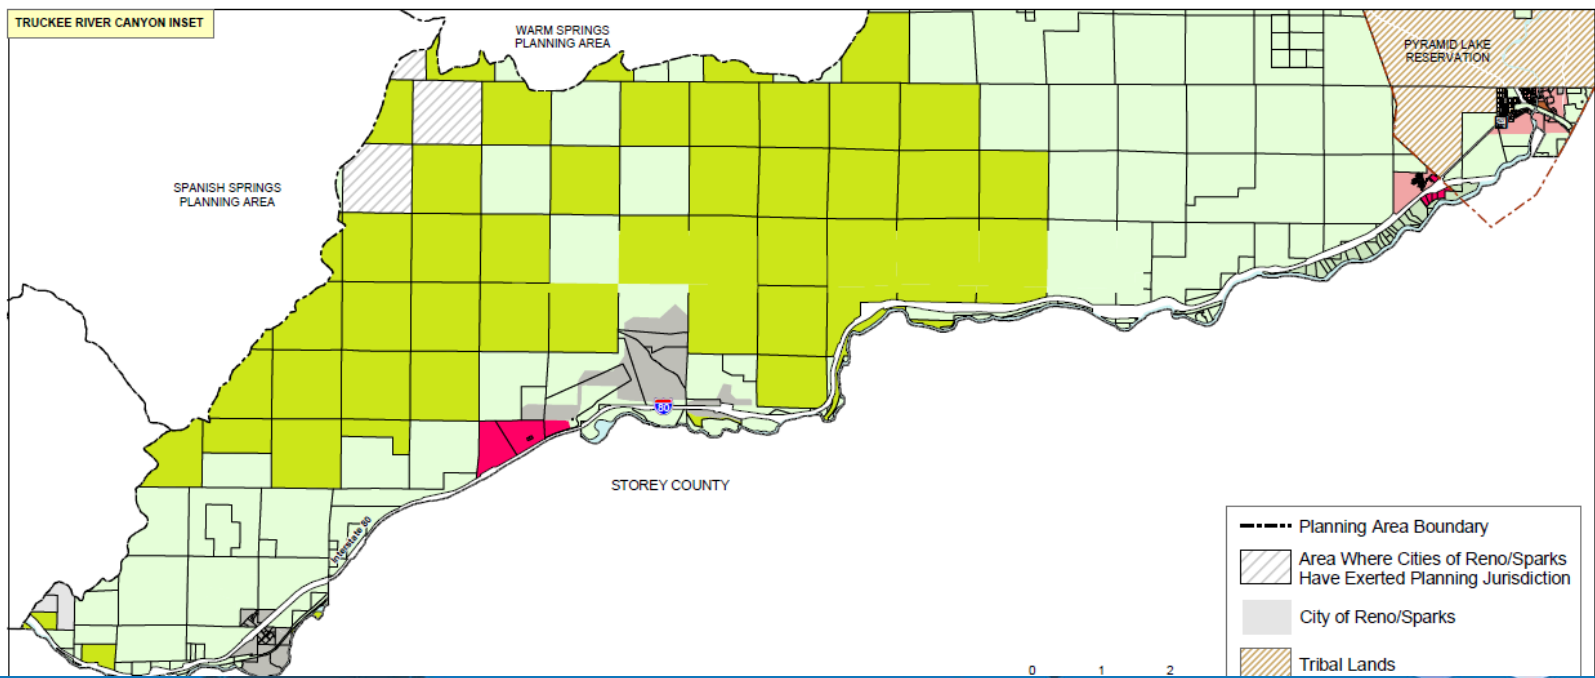 TRUCKEE RIVER CANYON INSET
WARM SPRINGS
PLANNING AREA
PYRAMID LAKE
RESERVATION
SPANISH SPRINGS
PLANNING AREA
80
STOREY COUNTY
Interstate 80
Planning Area Boundary
Area Where Cities of Reno/Sparks
Have Exerted Planning Jurisdiction
City of Reno/Sparks
Tribal Lands
0 1 2